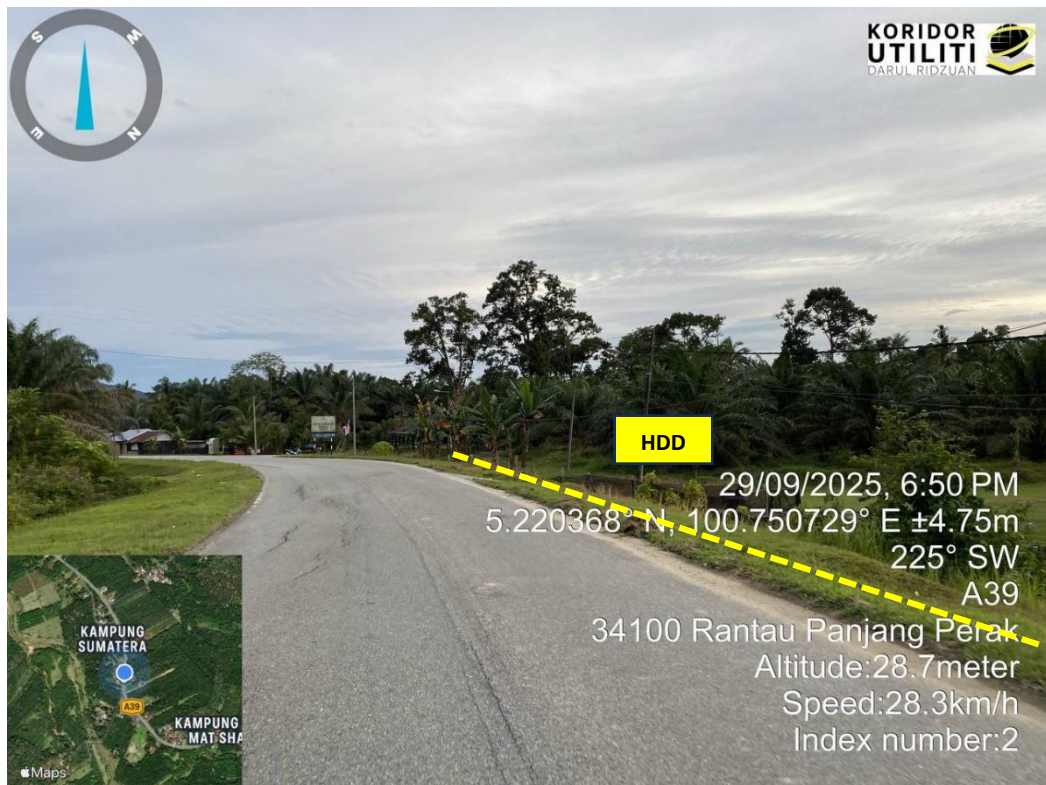 S
W
E
N
KORIDOR
UTILITI
DARUL RIDZUAN
HDD
29/09/2025, 6:50 PM
5.220368° N, 100.750729° E ±4.75m
225° SW
A39
34100 Rantau Panjang Perak
Altitude:28.7meter
Speed:28.3km/h
Index number:2
KAMPUNG
SUMATERA
A39
KAMPUNG
MAT SHA
Maps